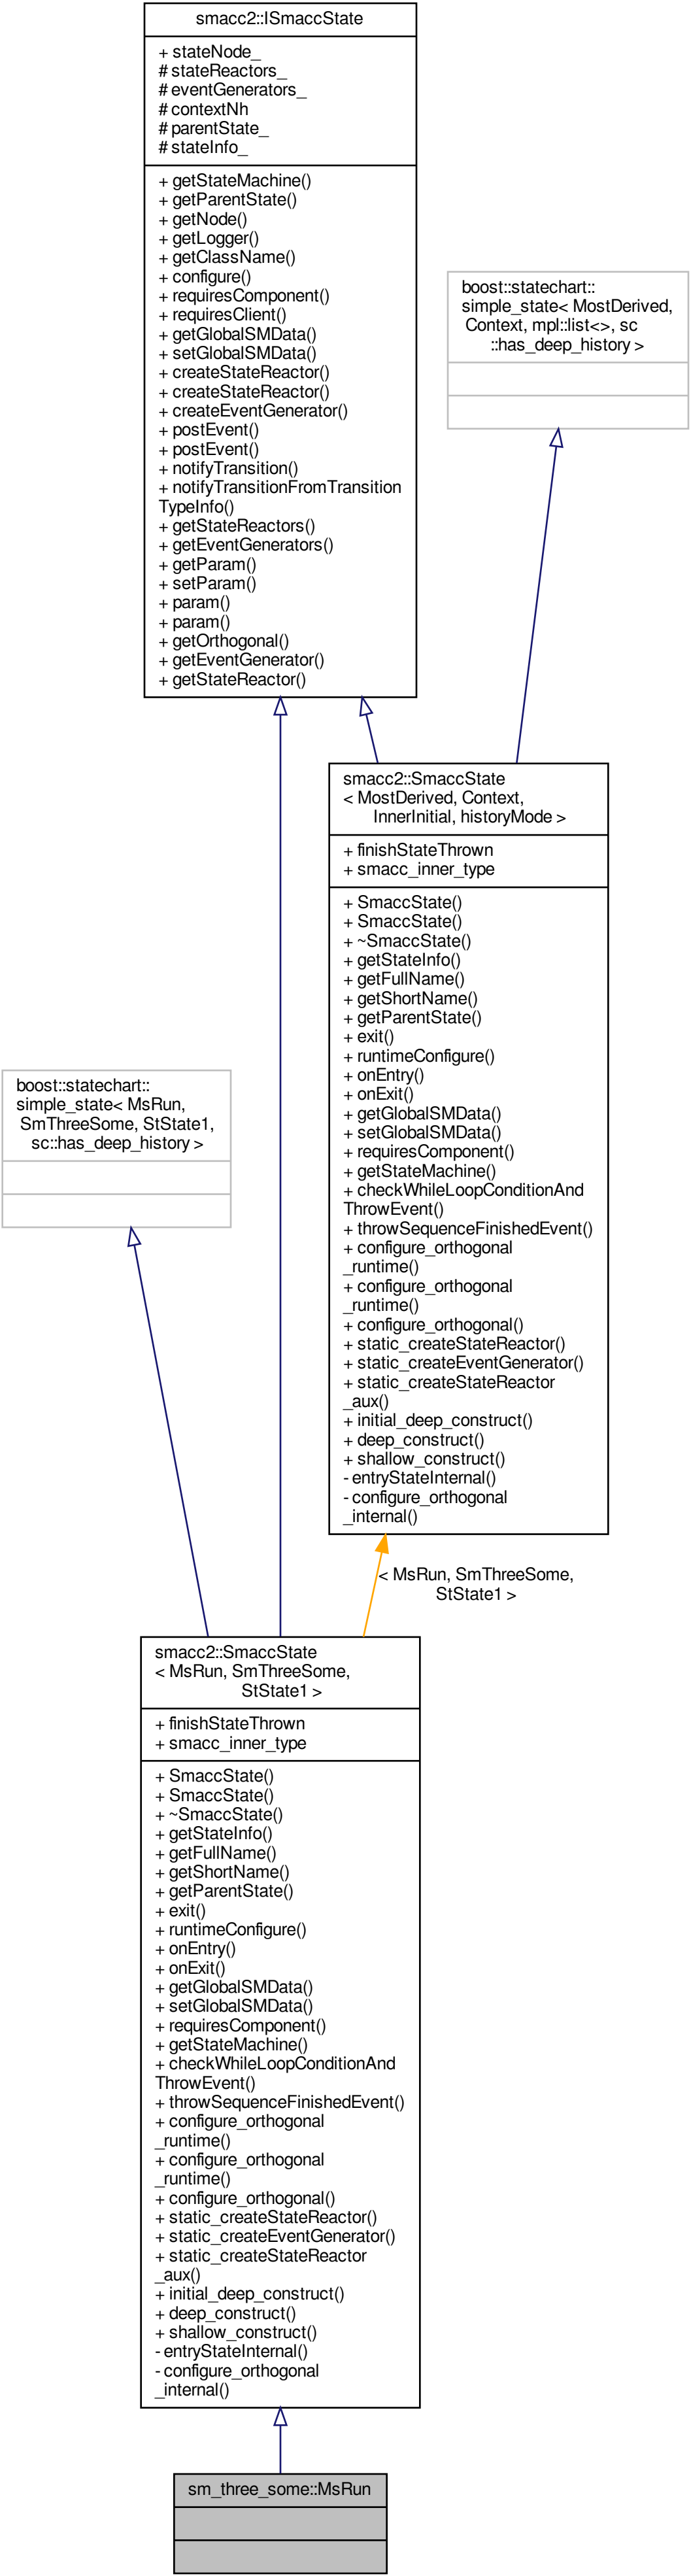 smacc2::ISmaccState
+ stateNode_
# stateReactors_
# eventGenerators_
# contextNh
# parentState_
# stateInfo_
+ getStateMachine()
+ getParentState()
+ getNode()
+ getLogger()
+ getClassName()
+ configure()
+ requiresComponent()
+ requiresClient()
+ getGlobalSMData()
+ setGlobalSMData()
+ createStateReactor()
+ createStateReactor()
+ createEventGenerator()
+ postEvent()
+ postEvent()
+ notifyTransition()
+ notifyTransitionFromTransition
TypeInfo()
+ getStateReactors()
+ getEventGenerators()
+ getParam()
+ setParam()
+ param()
+ param()
+ getOrthogonal()
+ getEventGenerator()
+ getStateReactor()
boost::statechart::
simple_state< MostDerived,
Context, mpl::list<>, sc
::has_deep_history >
smacc2::SmaccState
< MostDerived, Context,
InnerInitial, historyMode >
+ finishStateThrown
+ smacc_inner_type
+ SmaccState()
+ SmaccState()
+ ~SmaccState()
+ getStateInfo()
+ getFullName()
+ getShortName()
+ getParentState()
+ exit()
+ runtimeConfigure()
+ onEntry()
+ onExit()
+ getGlobalSMData()
+ setGlobalSMData()
+ requiresComponent()
+ getStateMachine()
+ checkWhileLoopConditionAnd
ThrowEvent()
+ throwSequenceFinishedEvent()
+ configure_orthogonal
_runtime()
+ configure_orthogonal
_runtime()
+ configure_orthogonal()
+ static_createStateReactor()
+ static_createEventGenerator()
+ static_createStateReactor
_aux()
+ initial_deep_construct()
+ deep_construct()
+ shallow_construct()
- entryStateInternal()
- configure_orthogonal
_internal()
boost::statechart::
simple_state< MsRun,
SmThreeSome, StState1,
sc::has_deep_history >
< MsRun, SmThreeSome,
StState1 >
smacc2::SmaccState
< MsRun, SmThreeSome,
StState1 >
+ finishStateThrown
+ smacc_inner_type
+ SmaccState()
+ SmaccState()
+ ~SmaccState()
+ getStateInfo()
+ getFullName()
+ getShortName()
+ getParentState()
+ exit()
+ runtimeConfigure()
+ onEntry()
+ onExit()
+ getGlobalSMData()
+ setGlobalSMData()
+ requiresComponent()
+ getStateMachine()
+ checkWhileLoopConditionAnd
ThrowEvent()
+ throwSequenceFinishedEvent()
+ configure_orthogonal
_runtime()
+ configure_orthogonal
_runtime()
+ configure_orthogonal()
+ static_createStateReactor()
+ static_createEventGenerator()
+ static_createStateReactor
_aux()
+ initial_deep_construct()
+ deep_construct()
+ shallow_construct()
- entryStateInternal()
- configure_orthogonal
_internal()
sm_three_some::MsRun